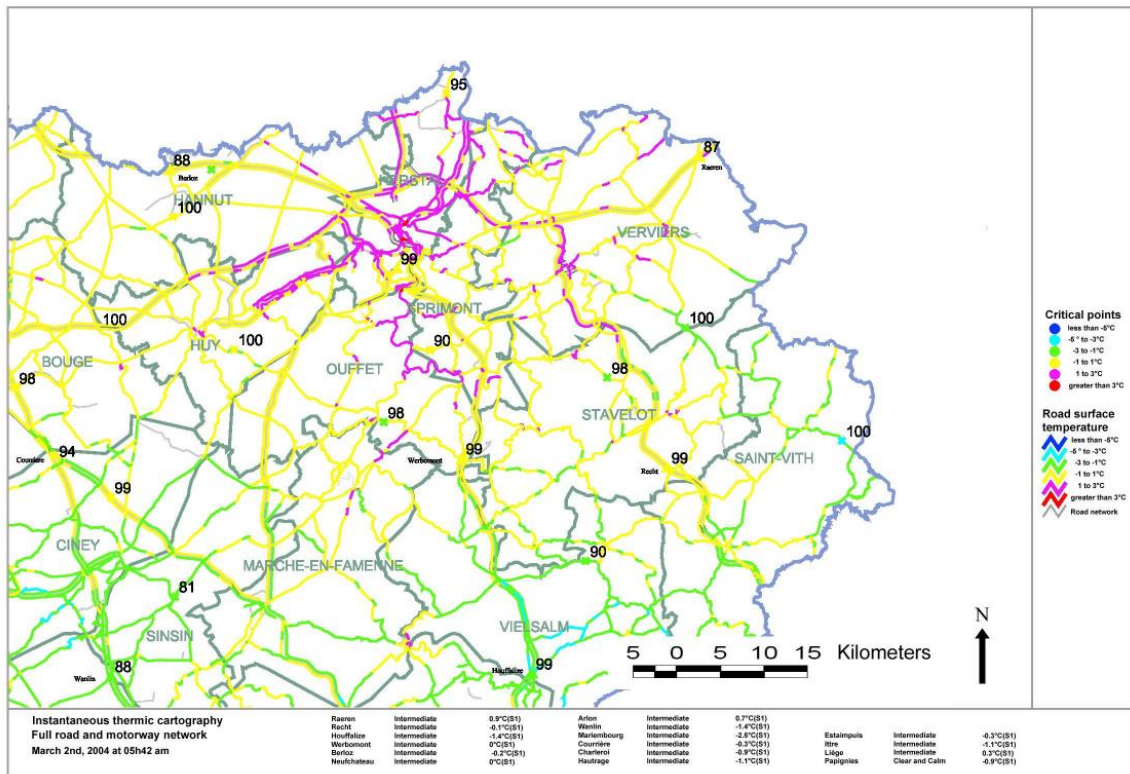 95
88
87
Berloz
Raeren
HANNUT
100
VERVIERS
99
SPRIMONT
100
100
100
HUY
90
BOUGE
OUFFET
98
98
98
STAVELOT
100
94
Courrière
99
99
Werbomont
Recht
99
SAINT-VITH
CINEY
90
MARCHE-EN-FAMENNE
81
VIELSALM
SINSIN
88
Wanlin
Houffalize
99
5 0 5 10 15 Kilometers
N
Critical points
less than -5°C
-5 ° to -3°C
-3 to -1°C
-1 to 1°C
1 to 3°C
greater than 3°C
Road surface
temperature
less than -5°C
-5 ° to -3°C
-3 to -1°C
-1 to 1°C
1 to 3°C
greater than 3°C
Road network
Instantaneous thermic cartography
Full road and motorway network
March 2nd, 2004 at 05h42 am
Raeren Intermediate 0.9°C(S1)
Recht Intermediate -0.1°C(S1)
Houffalize Intermediate -1.4°C(S1)
Werbomont Intermediate 0°C(S1)
Berloz Intermediate -0.2°C(S1)
Neufchateau Intermediate 0°C(S1)
Arlon Intermediate 0.7°C(S1)
Wanlin Intermediate -1.4°C(S1)
Mariembourg Intermediate -2.5°C(S1)
Courrière Intermediate -0.3°C(S1)
Charleroi Intermediate -0.9°C(S1)
Hautrage Intermediate -1.1°C(S1)
Estaimpuis Intermediate -0.3°C(S1)
Ittre Intermediate -1.1°C(S1)
Liège Intermediate 0.3°C(S1)
Papignies Clear and Calm -0.9°C(S1)